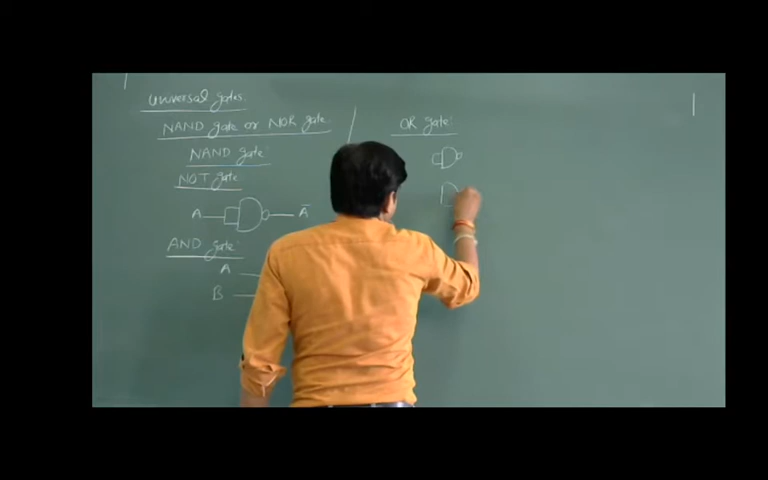 Universal gates.
NAND gate or NOR gate.
NAND gate:
NOT gate
A Ā
AND gate:
A
B
OR gate: